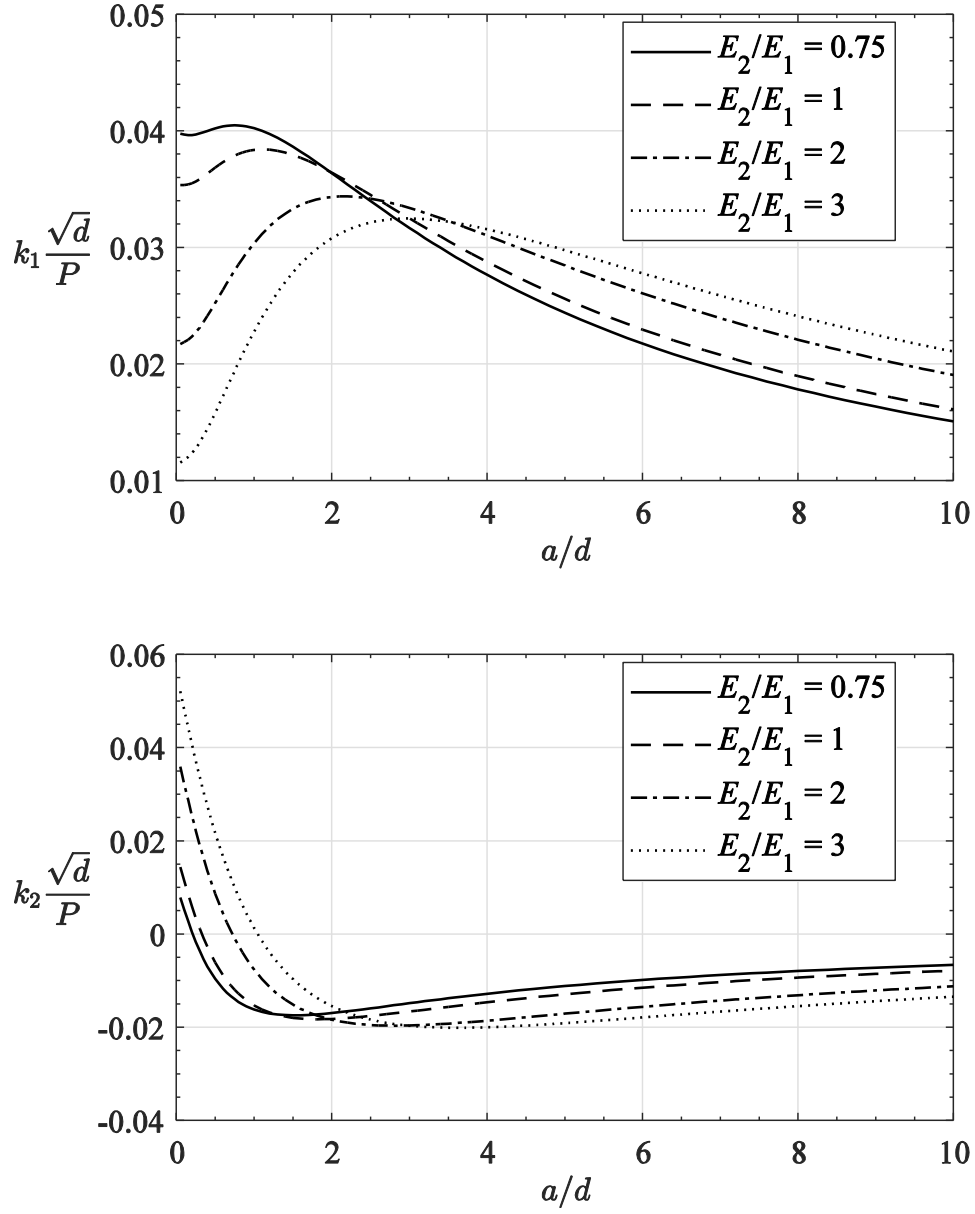 0.05
E₂/E₁ = 0.75
E₂/E₁ = 1
0.04
E₂/E₁ = 2
E₂/E₁ = 3
k₁ √d/P
0.03
0.02
0.01
0 2 4 6 8 10
a/d
0.06
E₂/E₁ = 0.75
0.04
E₂/E₁ = 1
E₂/E₁ = 2
0.02
E₂/E₁ = 3
k₂ √d/P
0
-0.02
-0.04
0 2 4 6 8 10
a/d